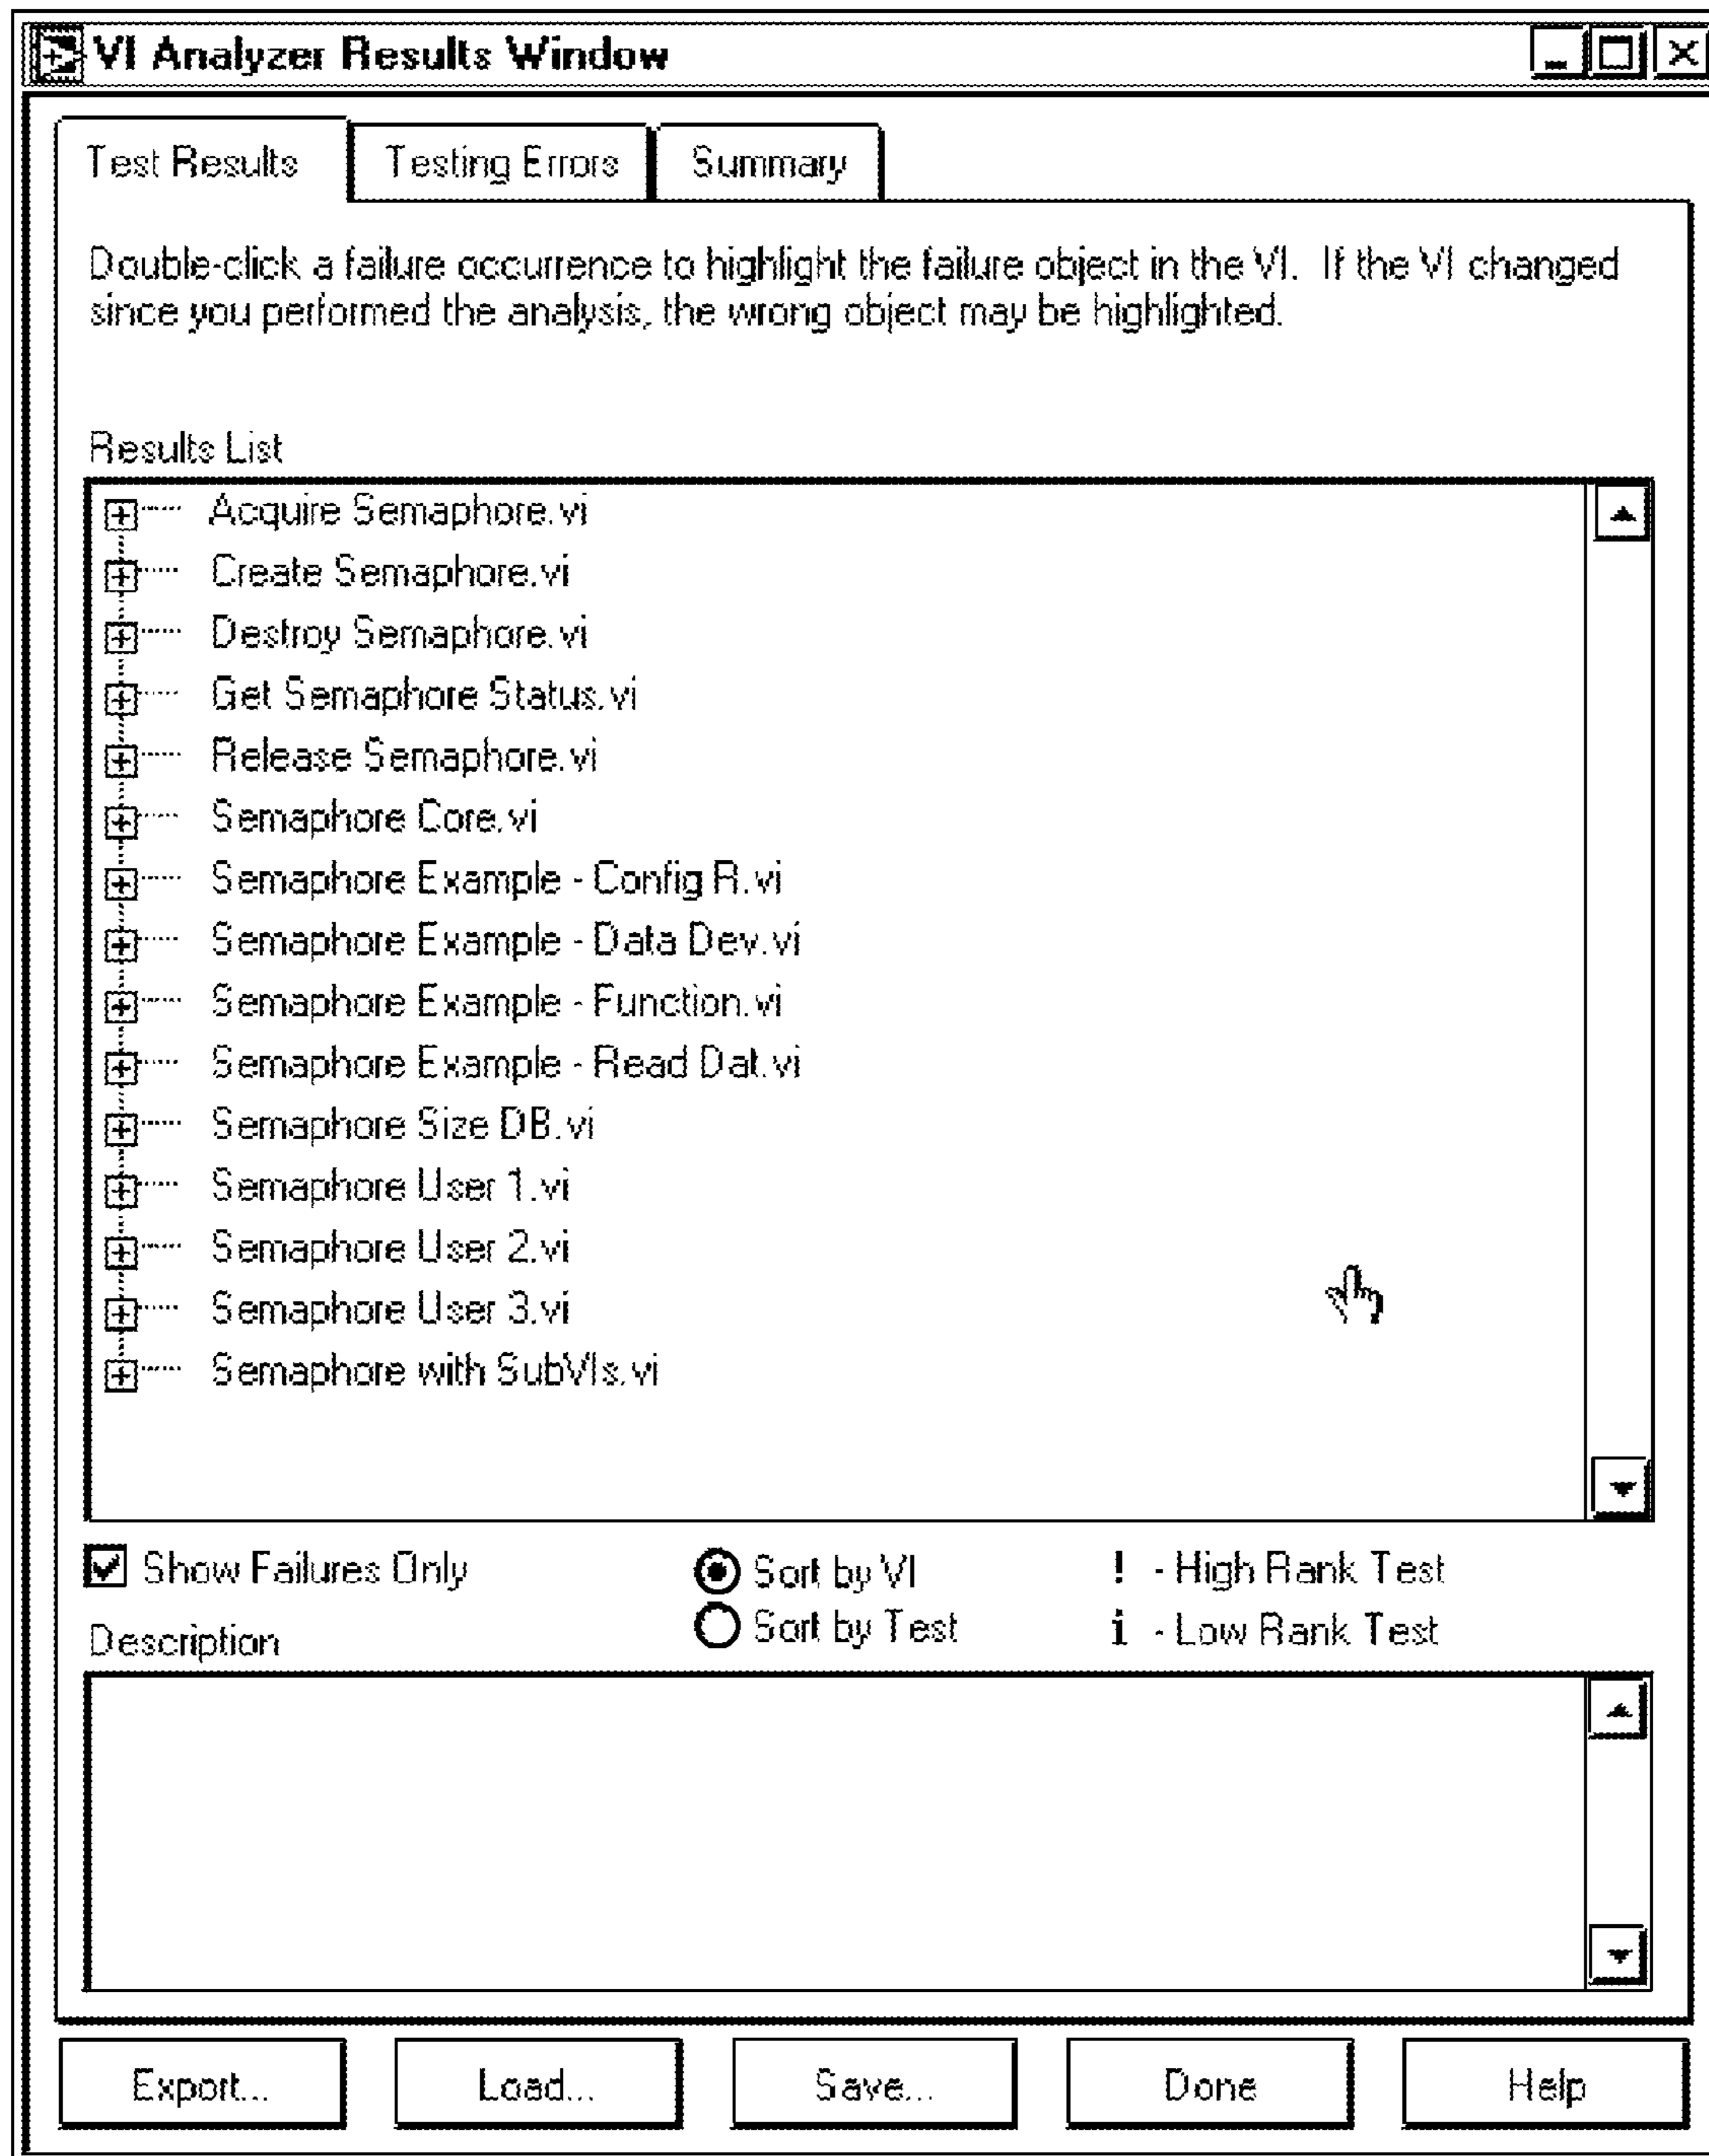 VI Analyzer Results Window
Test Results Testing Errors Summary
Double-click a failure occurrence to highlight the failure object in the VI. If the VI changed
since you performed the analysis, the wrong object may be highlighted.
Results List
Acquire Semaphore.vi
Create Semaphore.vi
Destroy Semaphore.vi
Get Semaphore Status.vi
Release Semaphore.vi
Semaphore Core.vi
Semaphore Example - Config R.vi
Semaphore Example - Data Dev.vi
Semaphore Example - Function.vi
Semaphore Example - Read Dat.vi
Semaphore Size DB.vi
Semaphore User 1.vi
Semaphore User 2.vi
Semaphore User 3.vi
Semaphore with SubVIs.vi
Show Failures Only Sort by VI ! - High Rank Test
Sort by Test i - Low Rank Test
Description
Export... Load... Save... Done Help